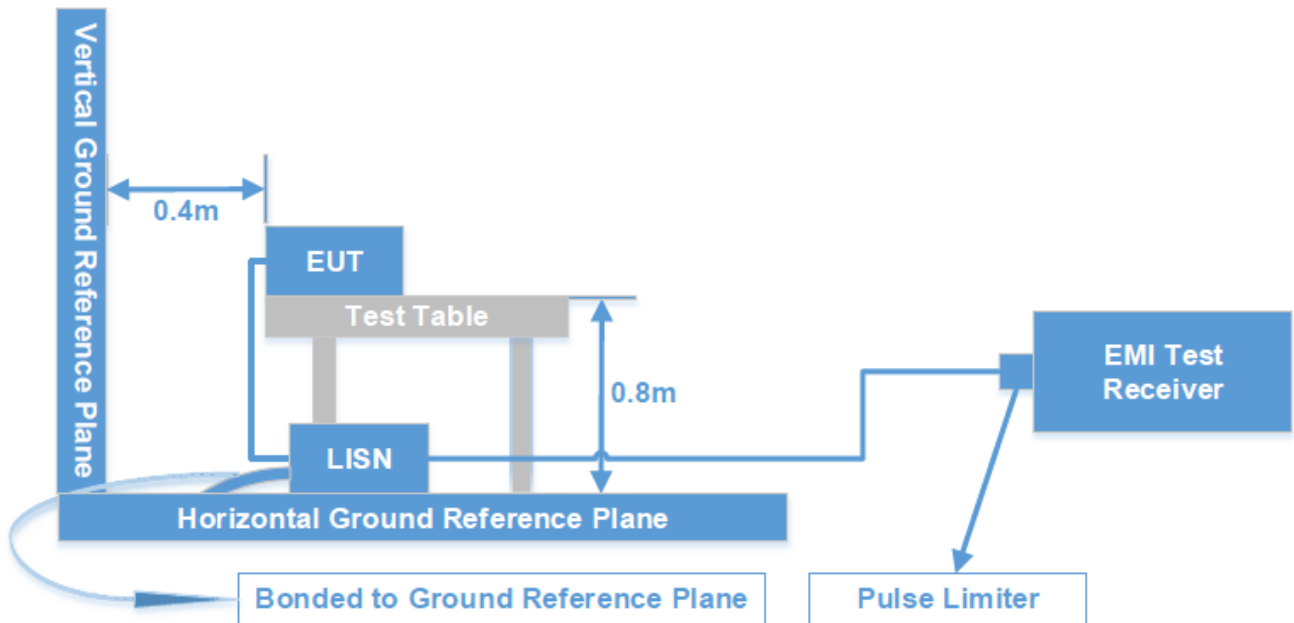 Vertical Ground Reference Plane
0.4m
EUT
Test Table
0.8m
EMI Test
Receiver
LISN
Horizontal Ground Reference Plane
Bonded to Ground Reference Plane
Pulse Limiter